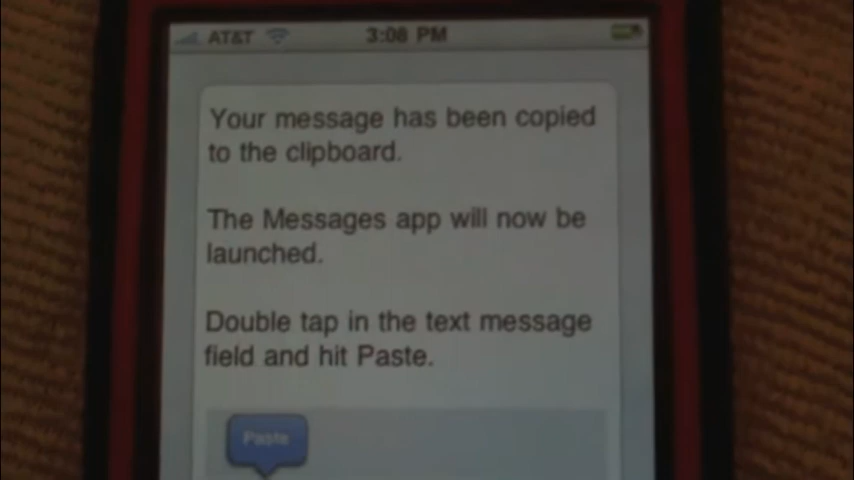 AT&T 3:08 PM
Your message has been copied
to the clipboard.
The Messages app will now be
launched.
Double tap in the text message
field and hit Paste.
Paste